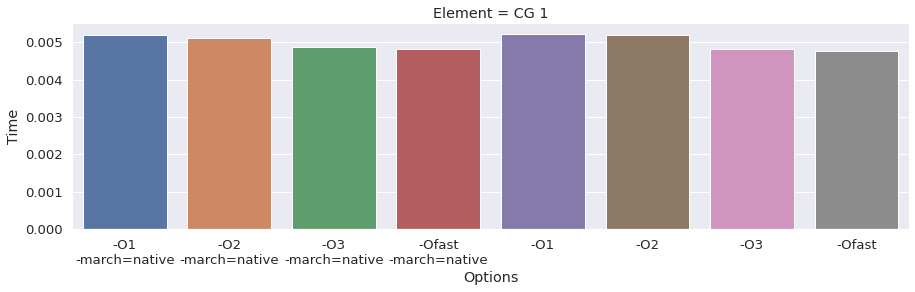 Element = CG 1
Time
0.005
0.004
0.003
0.002
0.001
0.000
-O1
-march=native
-O2
-march=native
-O3
-march=native
-Ofast
-march=native
-O1
-O2
-O3
-Ofast
Options